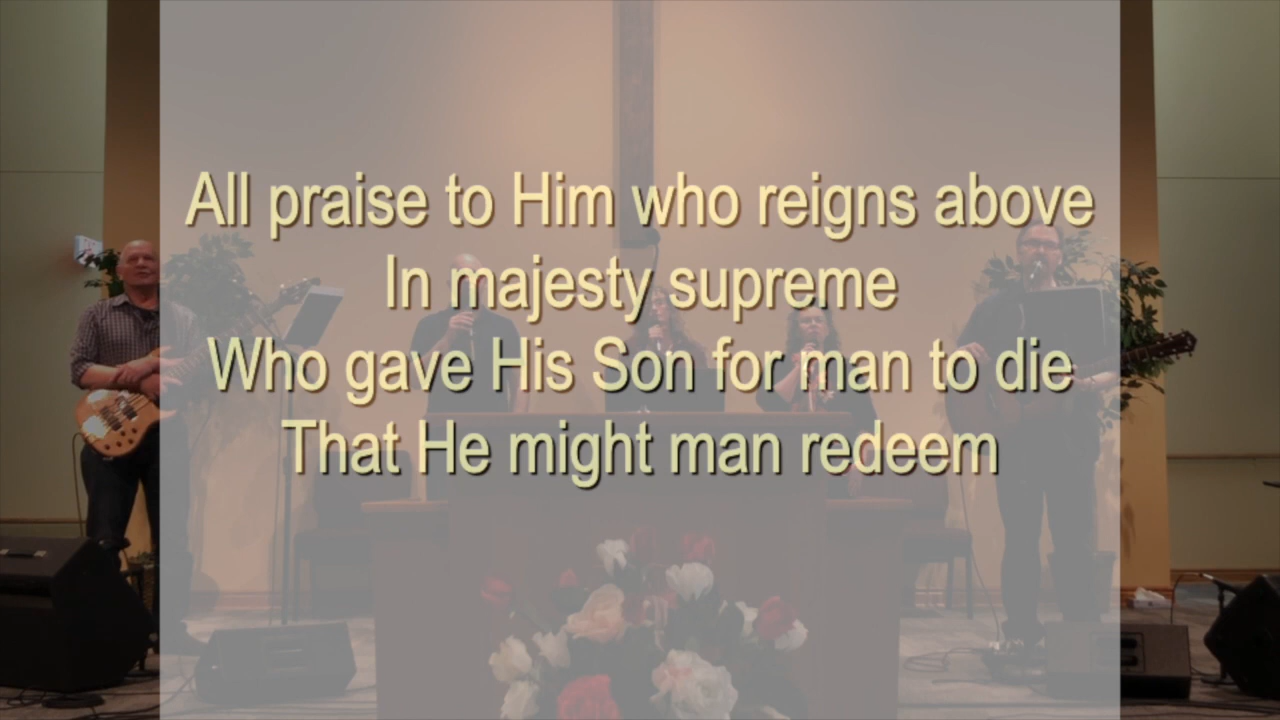 All praise to Him who reigns above
In majesty supreme
Who gave His Son for man to die
That He might man redeem